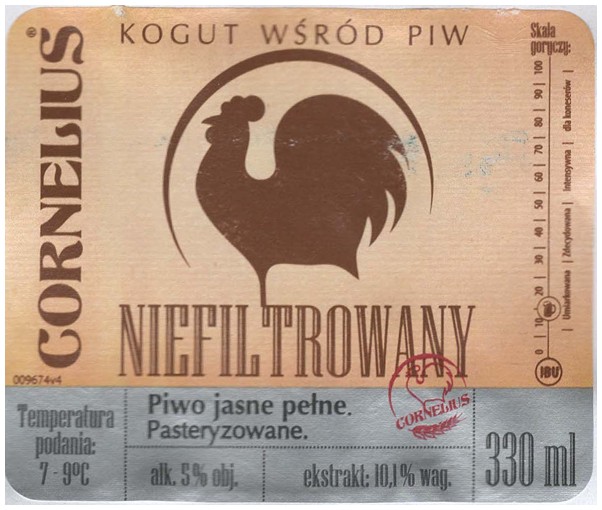 KOGUT WŚRÓD PIW
CORNELIUS®
NIEFILTROWANY
Skala
goryczy:
0 | 10 | 20 | 30 | 40 | 50 | 60 | 70 | 80 | 90 | 100
Umiarkowana | Zdecydowana | Intensywna | dla koneserów |
IBU
009674v4
CORNELIUS
Temperatura
podania:
7 - 9ºC
Piwo jasne pełne.
Pasteryzowane.
alk. 5% obj.
ekstrakt: 10,1% wag.
330 ml